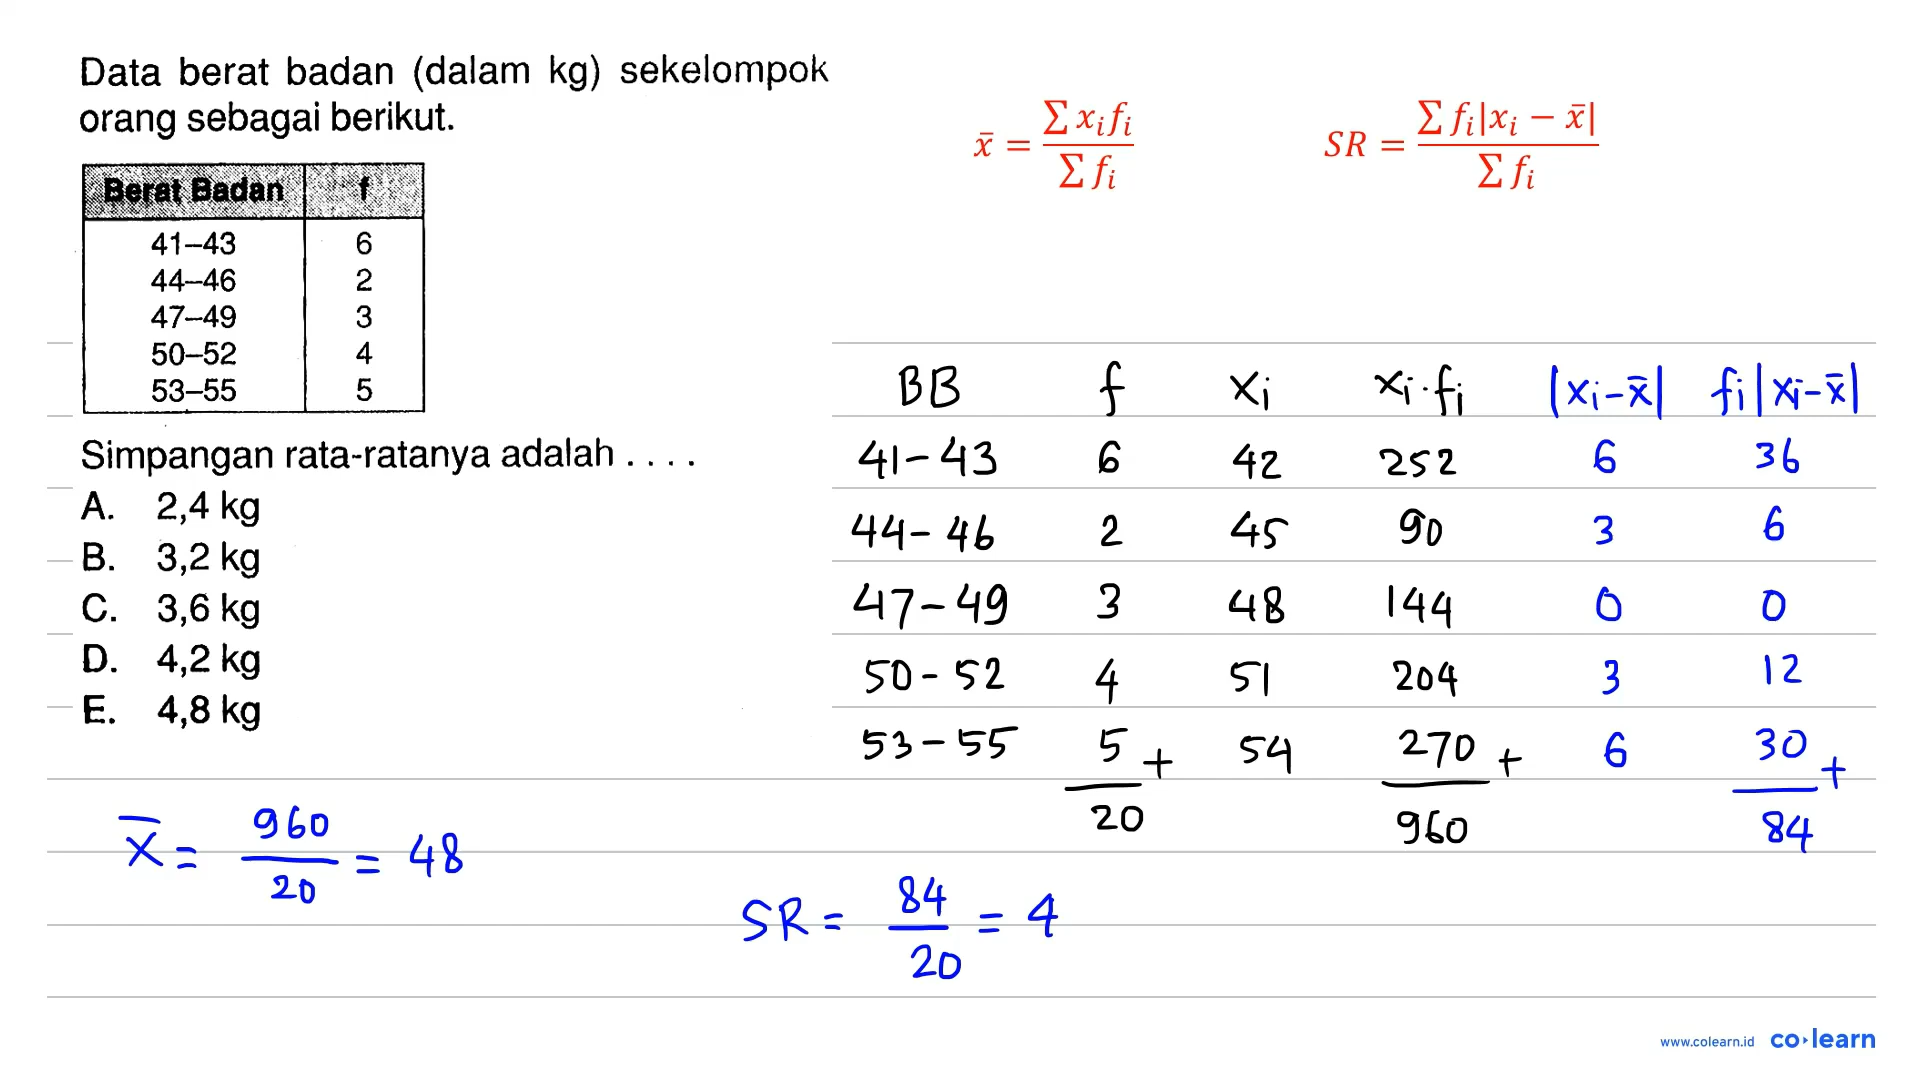 Data berat badan (dalam kg) sekelompok
orang sebagai berikut.
Berat Badan f
41–43 6
44–46 2
47–49 3
50–52 4
53–55 5
Simpangan rata-ratanya adalah . . . .
A. 2,4 kg
B. 3,2 kg
C. 3,6 kg
D. 4,2 kg
E. 4,8 kg
x̄ = ∑ xᵢfᵢ / ∑ fᵢ
SR = ∑ fᵢ|xᵢ − x̄| / ∑ fᵢ
BB f xi xi·fi |xi-x̄| fi|xi-x̄|
41-43 6 42 252 6 36
44-46 2 45 90 3 6
47-49 3 48 144 0 0
50-52 4 51 204 3 12
53-55 5 + 54 270 + 6 30 +
20 960 84
x̄ = 960/20 = 48
SR = 84/20 = 4
www.colearn.id co learn